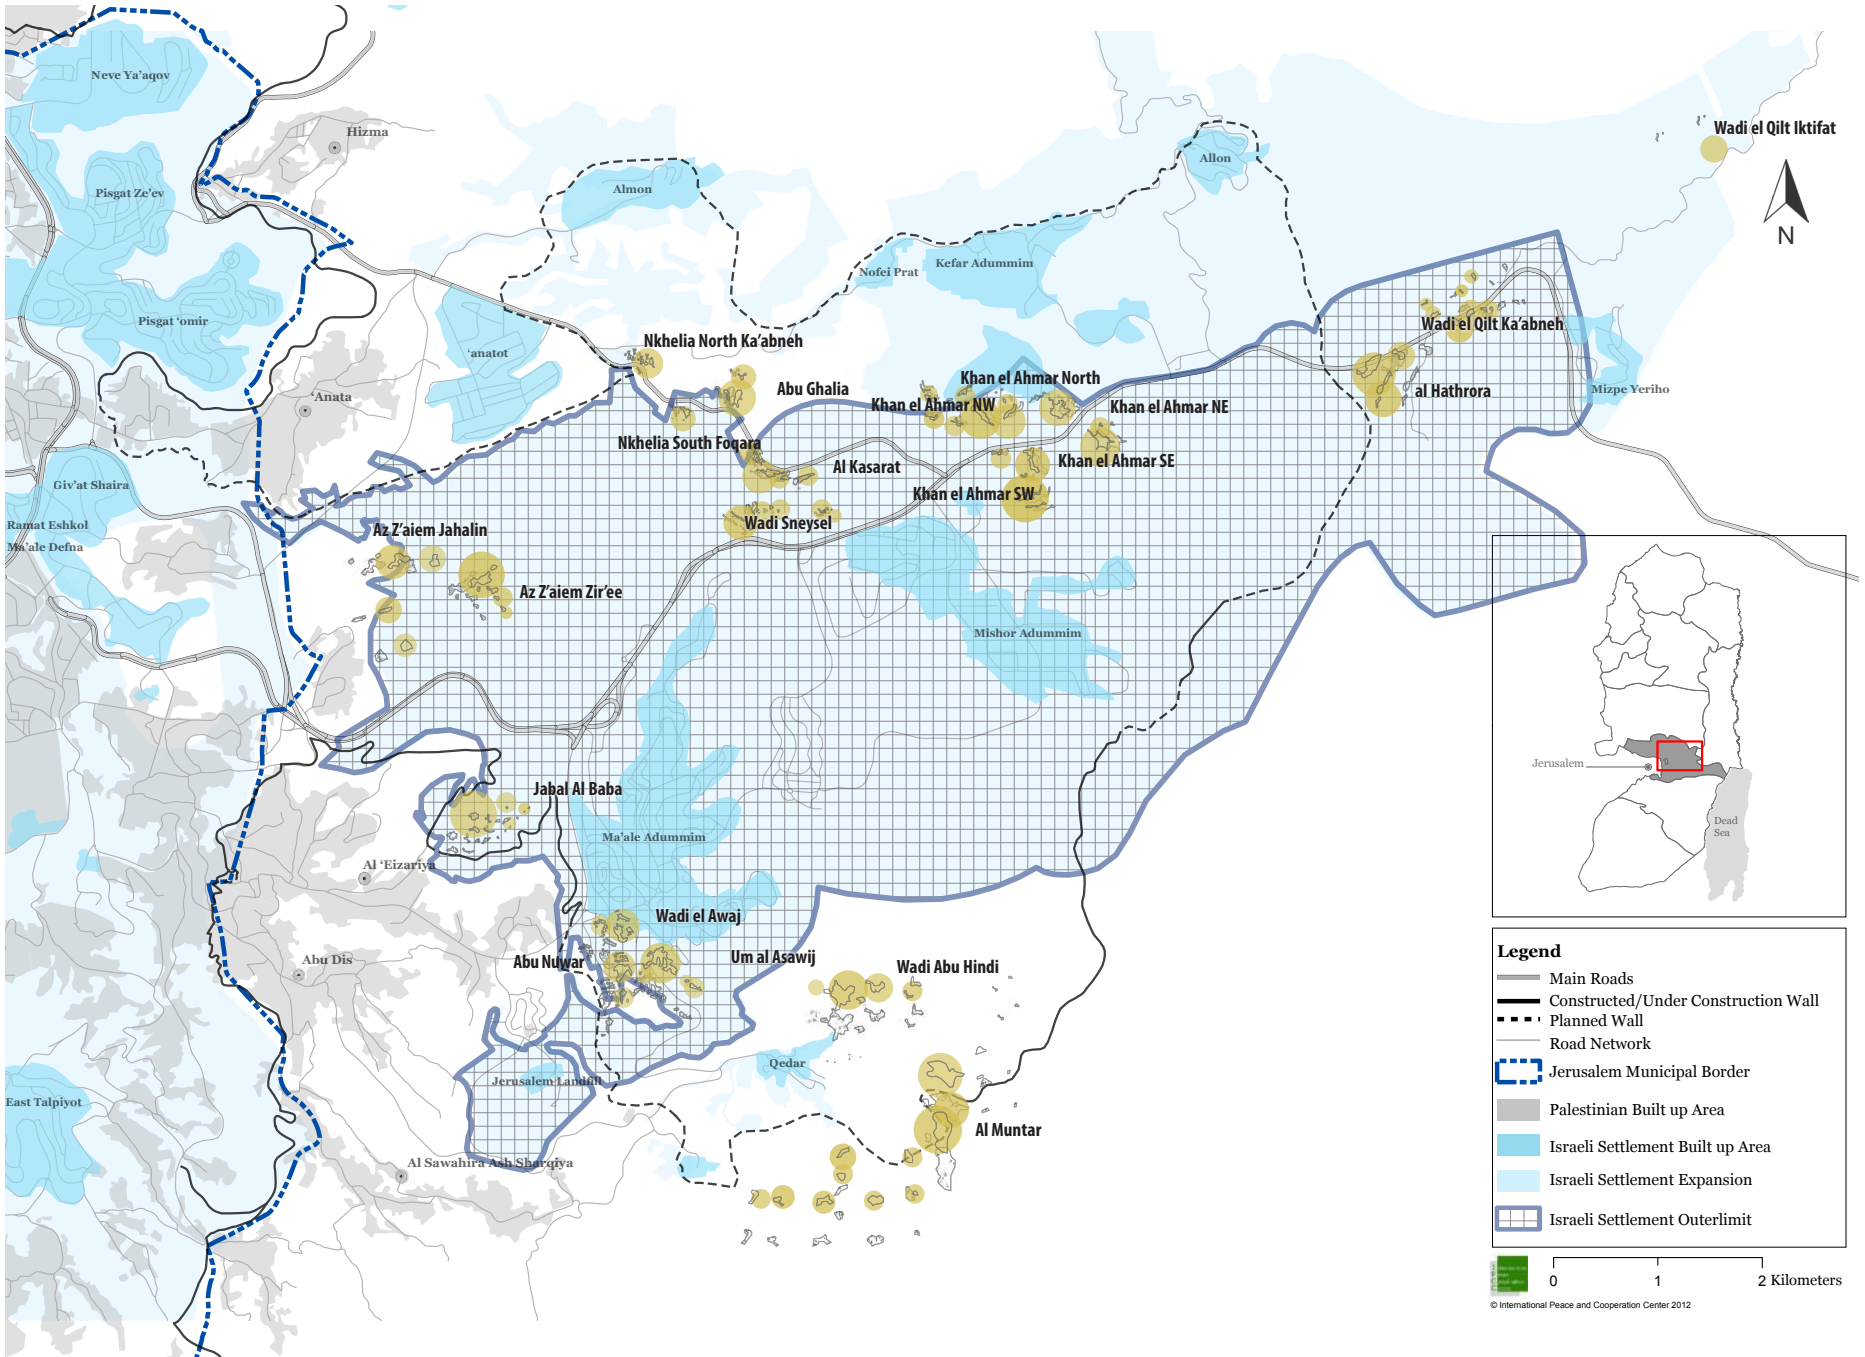 Neve Ya'aqov
Hizma
Wadi el Qilt Iktifat
Allon
Pisgat Ze'ev
Almon
N
Nofei Prat
Kefar Adummim
Pisgat 'omir
Wadi el Qilt Ka'abneh
Nkhelia North Ka'abneh
'anatot
Khan el Ahmar North
Abu Ghalia
Mizpe Yeriho
al Hathrora
'Anata
Khan el Ahmar NW
Khan el Ahmar NE
Nkhelia South Foqara
Al Kasarat
Khan el Ahmar SE
Giv'at Shaira
Khan el Ahmar SW
Ramat Eshkol
Wadi Sneysel
Az Z'aiem Jahalin
Ma'ale Defna
Az Z'aiem Zir'ee
Mishor Adummim
Jerusalem
Jabal Al Baba
Dead
Sea
Ma'ale Adummim
Al 'Eizariya
Wadi el Awaj
Abu Dis
Abu Nuwar
Um al Asawij
Wadi Abu Hindi
Qedar
Jerusalem Landfill
East Talpiyot
Al Muntar
Al Sawahira Ash Sharqiya
Legend
Main Roads
Constructed/Under Construction Wall
Planned Wall
Road Network
Jerusalem Municipal Border
Palestinian Built up Area
Israeli Settlement Built up Area
Israeli Settlement Expansion
Israeli Settlement Outerlimit
0 1 2 Kilometers
© International Peace and Cooperation Center 2012